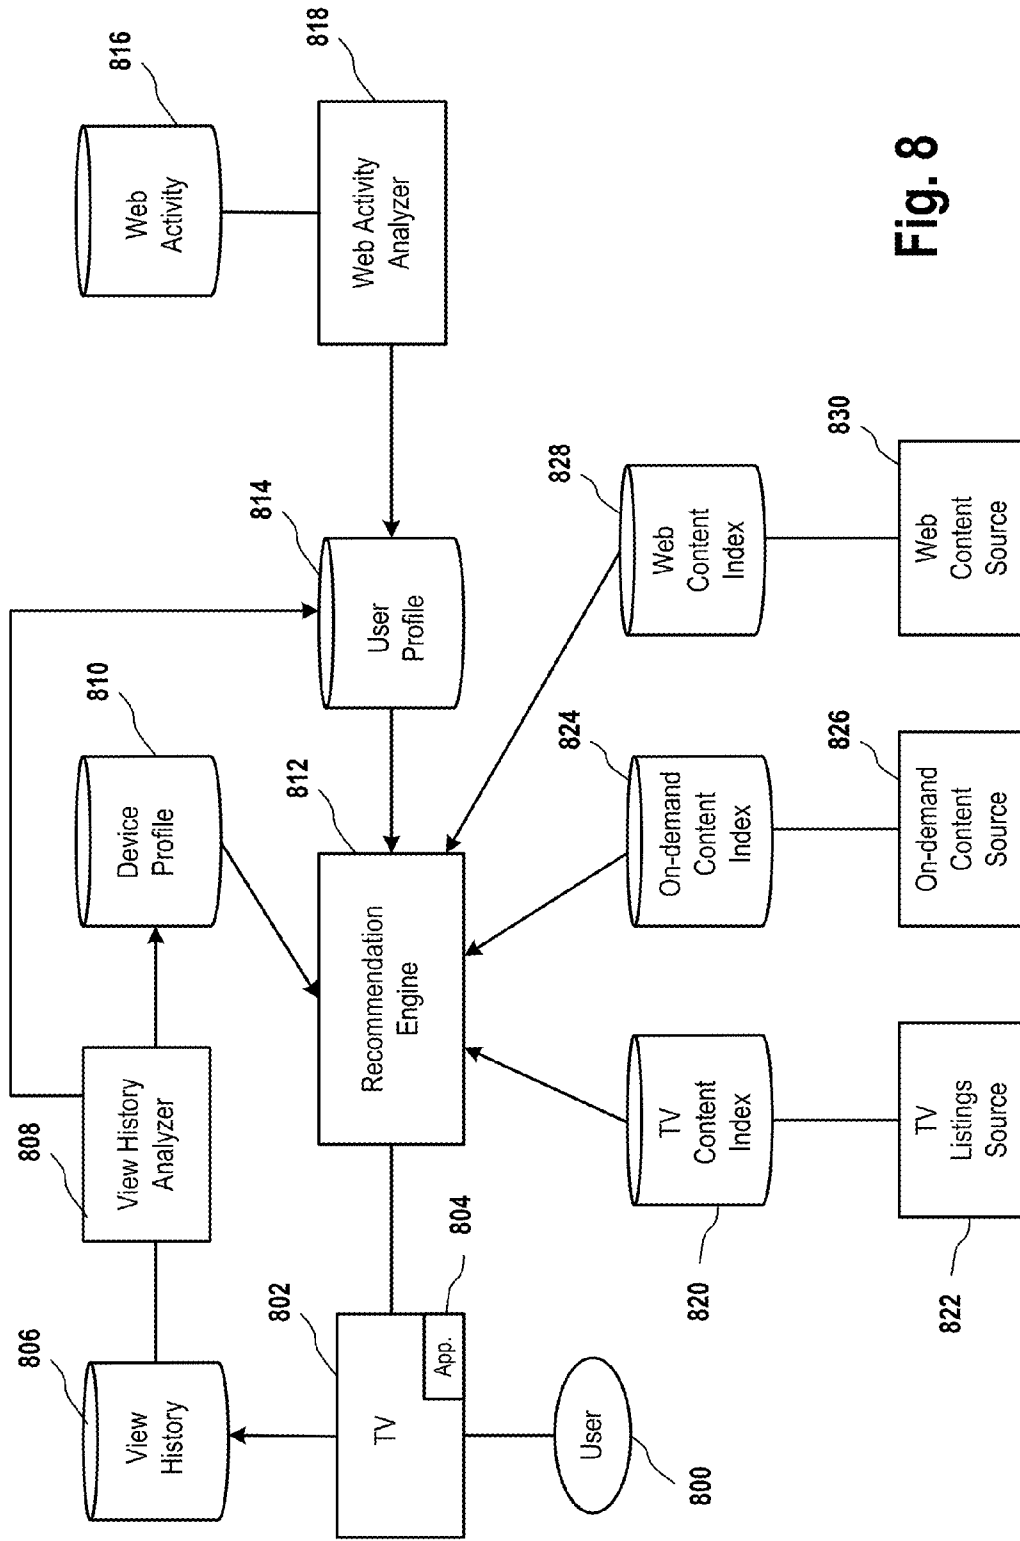 806
View
History
808
View History
Analyzer
810
Device
Profile
816
Web
Activity
802
TV
App.
804
812
Recommendation
Engine
814
User
Profile
818
Web Activity
Analyzer
800
User
820
TV
Content
Index
824
On-demand
Content
Index
828
Web
Content
Index
822
TV
Listings
Source
826
On-demand
Content
Source
830
Web
Content
Source
Fig. 8